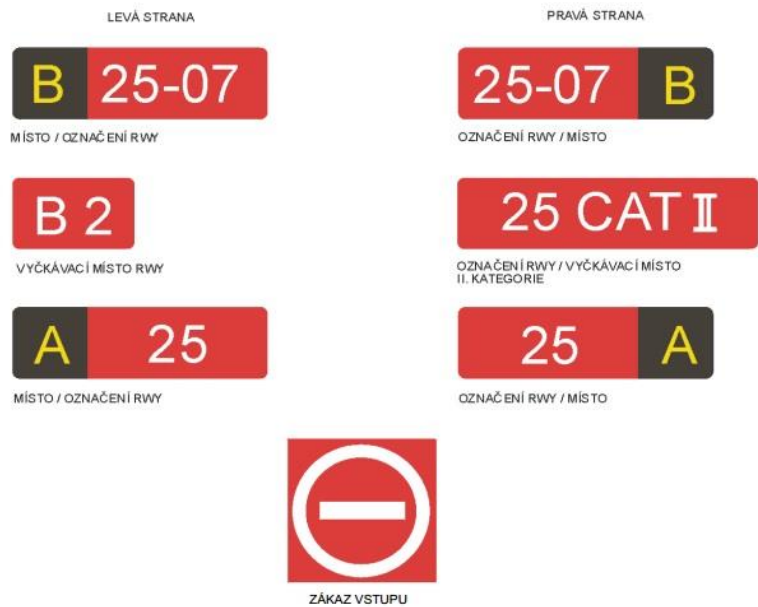 LEVÁ STRANA
PRAVÁ STRANA
B 25-07
25-07 B
MÍSTO / OZNAČENÍ RWY
OZNAČENÍ RWY / MÍSTO
B 2
25 CAT II
VYČKÁVACÍ MÍSTO RWY
OZNAČENÍ RWY / VYČKÁVACÍ MÍSTO
II. KATEGORIE
A 25
25 A
MÍSTO / OZNAČENÍ RWY
OZNAČENÍ RWY / MÍSTO
ZÁKAZ VSTUPU